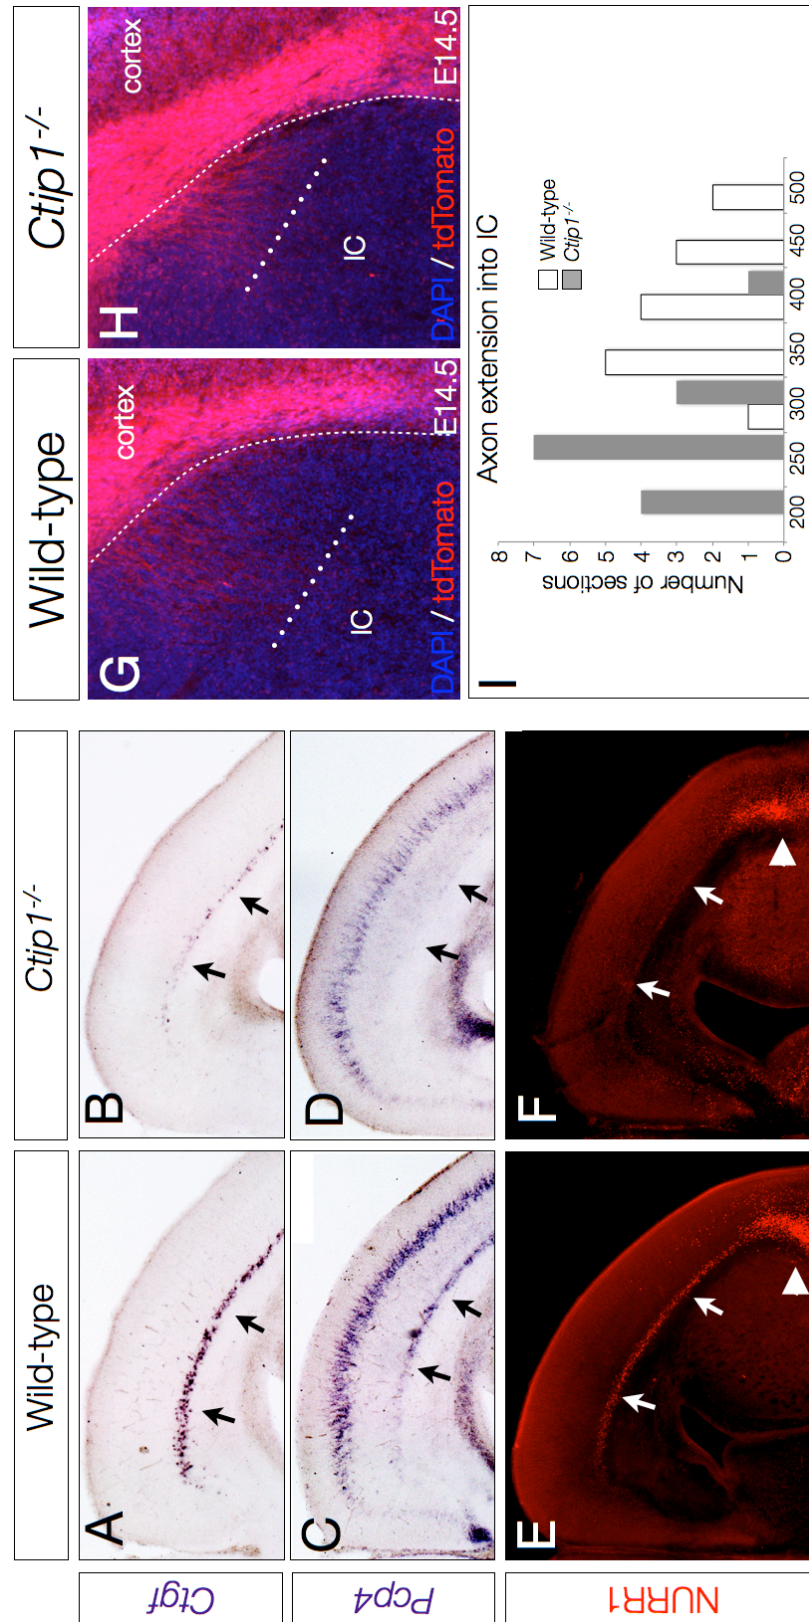 Wild-type
Ctip1-/-
Wild-type
Ctip1-/-
Ctgf
A
B
Pcp4
C
D
NURR1
E
F
G
cortex
IC
DAPI / tdTomato
E14.5
H
cortex
IC
DAPI / tdTomato
E14.5
I
Axon extension into IC
Wild-type
Ctip1-/-
Number of sections
8
7
6
5
4
3
2
1
0
200 250 300 350 400 450 500